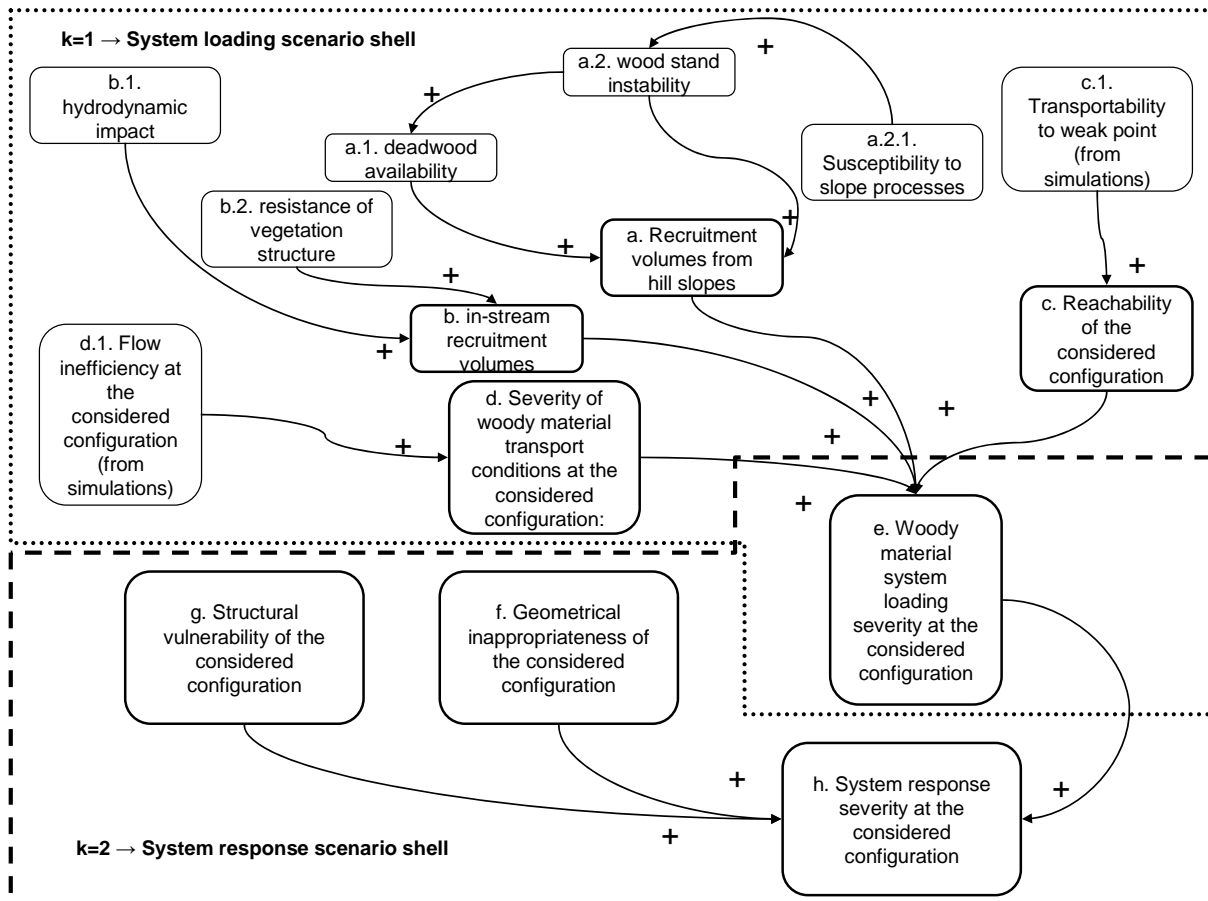 k=1 → System loading scenario shell
b.1.
hydrodynamic
impact
a.2. wood stand
instability
+
+
a.1. deadwood
availability
a.2.1.
Susceptibility to
slope processes
c.1.
Transportability
to weak point
(from
simulations)
b.2. resistance of
vegetation
structure
+
+
a. Recruitment
volumes from
hill slopes
+
+
b. in-stream
recruitment
volumes
+
c. Reachability
of the
considered
configuration
d.1. Flow
inefficiency at
the
considered
configuration
(from
simulations)
+
d. Severity of
woody material
transport
conditions at the
considered
configuration:
+
+
+
+
e. Woody
material
system
loading
severity at the
considered
configuration
g. Structural
vulnerability of the
considered
configuration
f. Geometrical
inappropriateness of
the considered
configuration
+
+
+
h. System response
severity at the
considered
configuration
k=2 → System response scenario shell